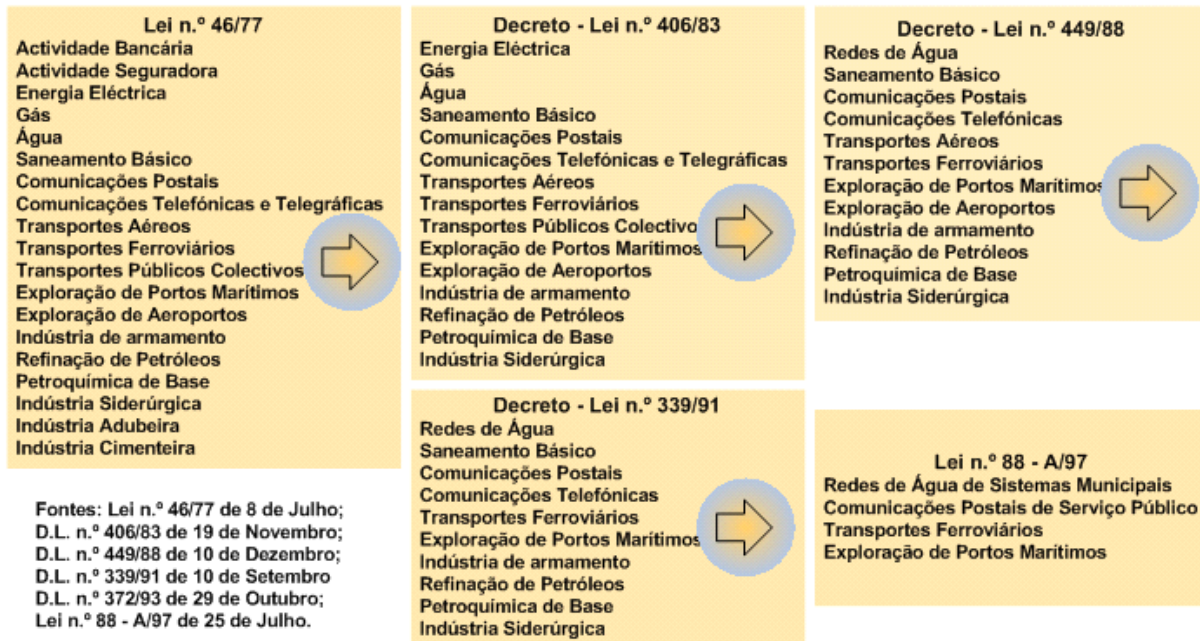 Lei n.º 46/77
Actividade Bancária
Actividade Seguradora
Energia Eléctrica
Gás
Água
Saneamento Básico
Comunicações Postais
Comunicações Telefónicas e Telegráficas
Transportes Aéreos
Transportes Ferroviários
Transportes Públicos Colectivos
Exploração de Portos Marítimos
Exploração de Aeroportos
Indústria de armamento
Refinação de Petróleos
Petroquímica de Base
Indústria Siderúrgica
Indústria Adubeira
Indústria Cimenteira
Decreto - Lei n.º 406/83
Energia Eléctrica
Gás
Água
Saneamento Básico
Comunicações Postais
Comunicações Telefónicas e Telegráficas
Transportes Aéreos
Transportes Ferroviários
Transportes Públicos Colectivo
Exploração de Portos Marítimos
Exploração de Aeroportos
Indústria de armamento
Refinação de Petróleos
Petroquímica de Base
Indústria Siderúrgica
Decreto - Lei n.º 449/88
Redes de Água
Saneamento Básico
Comunicações Postais
Comunicações Telefónicas
Transportes Aéreos
Transportes Ferroviários
Exploração de Portos Marítimos
Exploração de Aeroportos
Indústria de armamento
Refinação de Petróleos
Petroquímica de Base
Indústria Siderúrgica
Decreto - Lei n.º 339/91
Redes de Água
Saneamento Básico
Comunicações Postais
Comunicações Telefónicas
Transportes Ferroviários
Exploração de Portos Marítimos
Indústria de armamento
Refinação de Petróleos
Petroquímica de Base
Indústria Siderúrgica
Lei n.º 88 - A/97
Redes de Água de Sistemas Municipais
Comunicações Postais de Serviço Público
Transportes Ferroviários
Exploração de Portos Marítimos
Fontes: Lei n.º 46/77 de 8 de Julho;
D.L. n.º 406/83 de 19 de Novembro;
D.L. n.º 449/88 de 10 de Dezembro;
D.L. n.º 339/91 de 10 de Setembro
D.L. n.º 372/93 de 29 de Outubro;
Lei n.º 88 - A/97 de 25 de Julho.